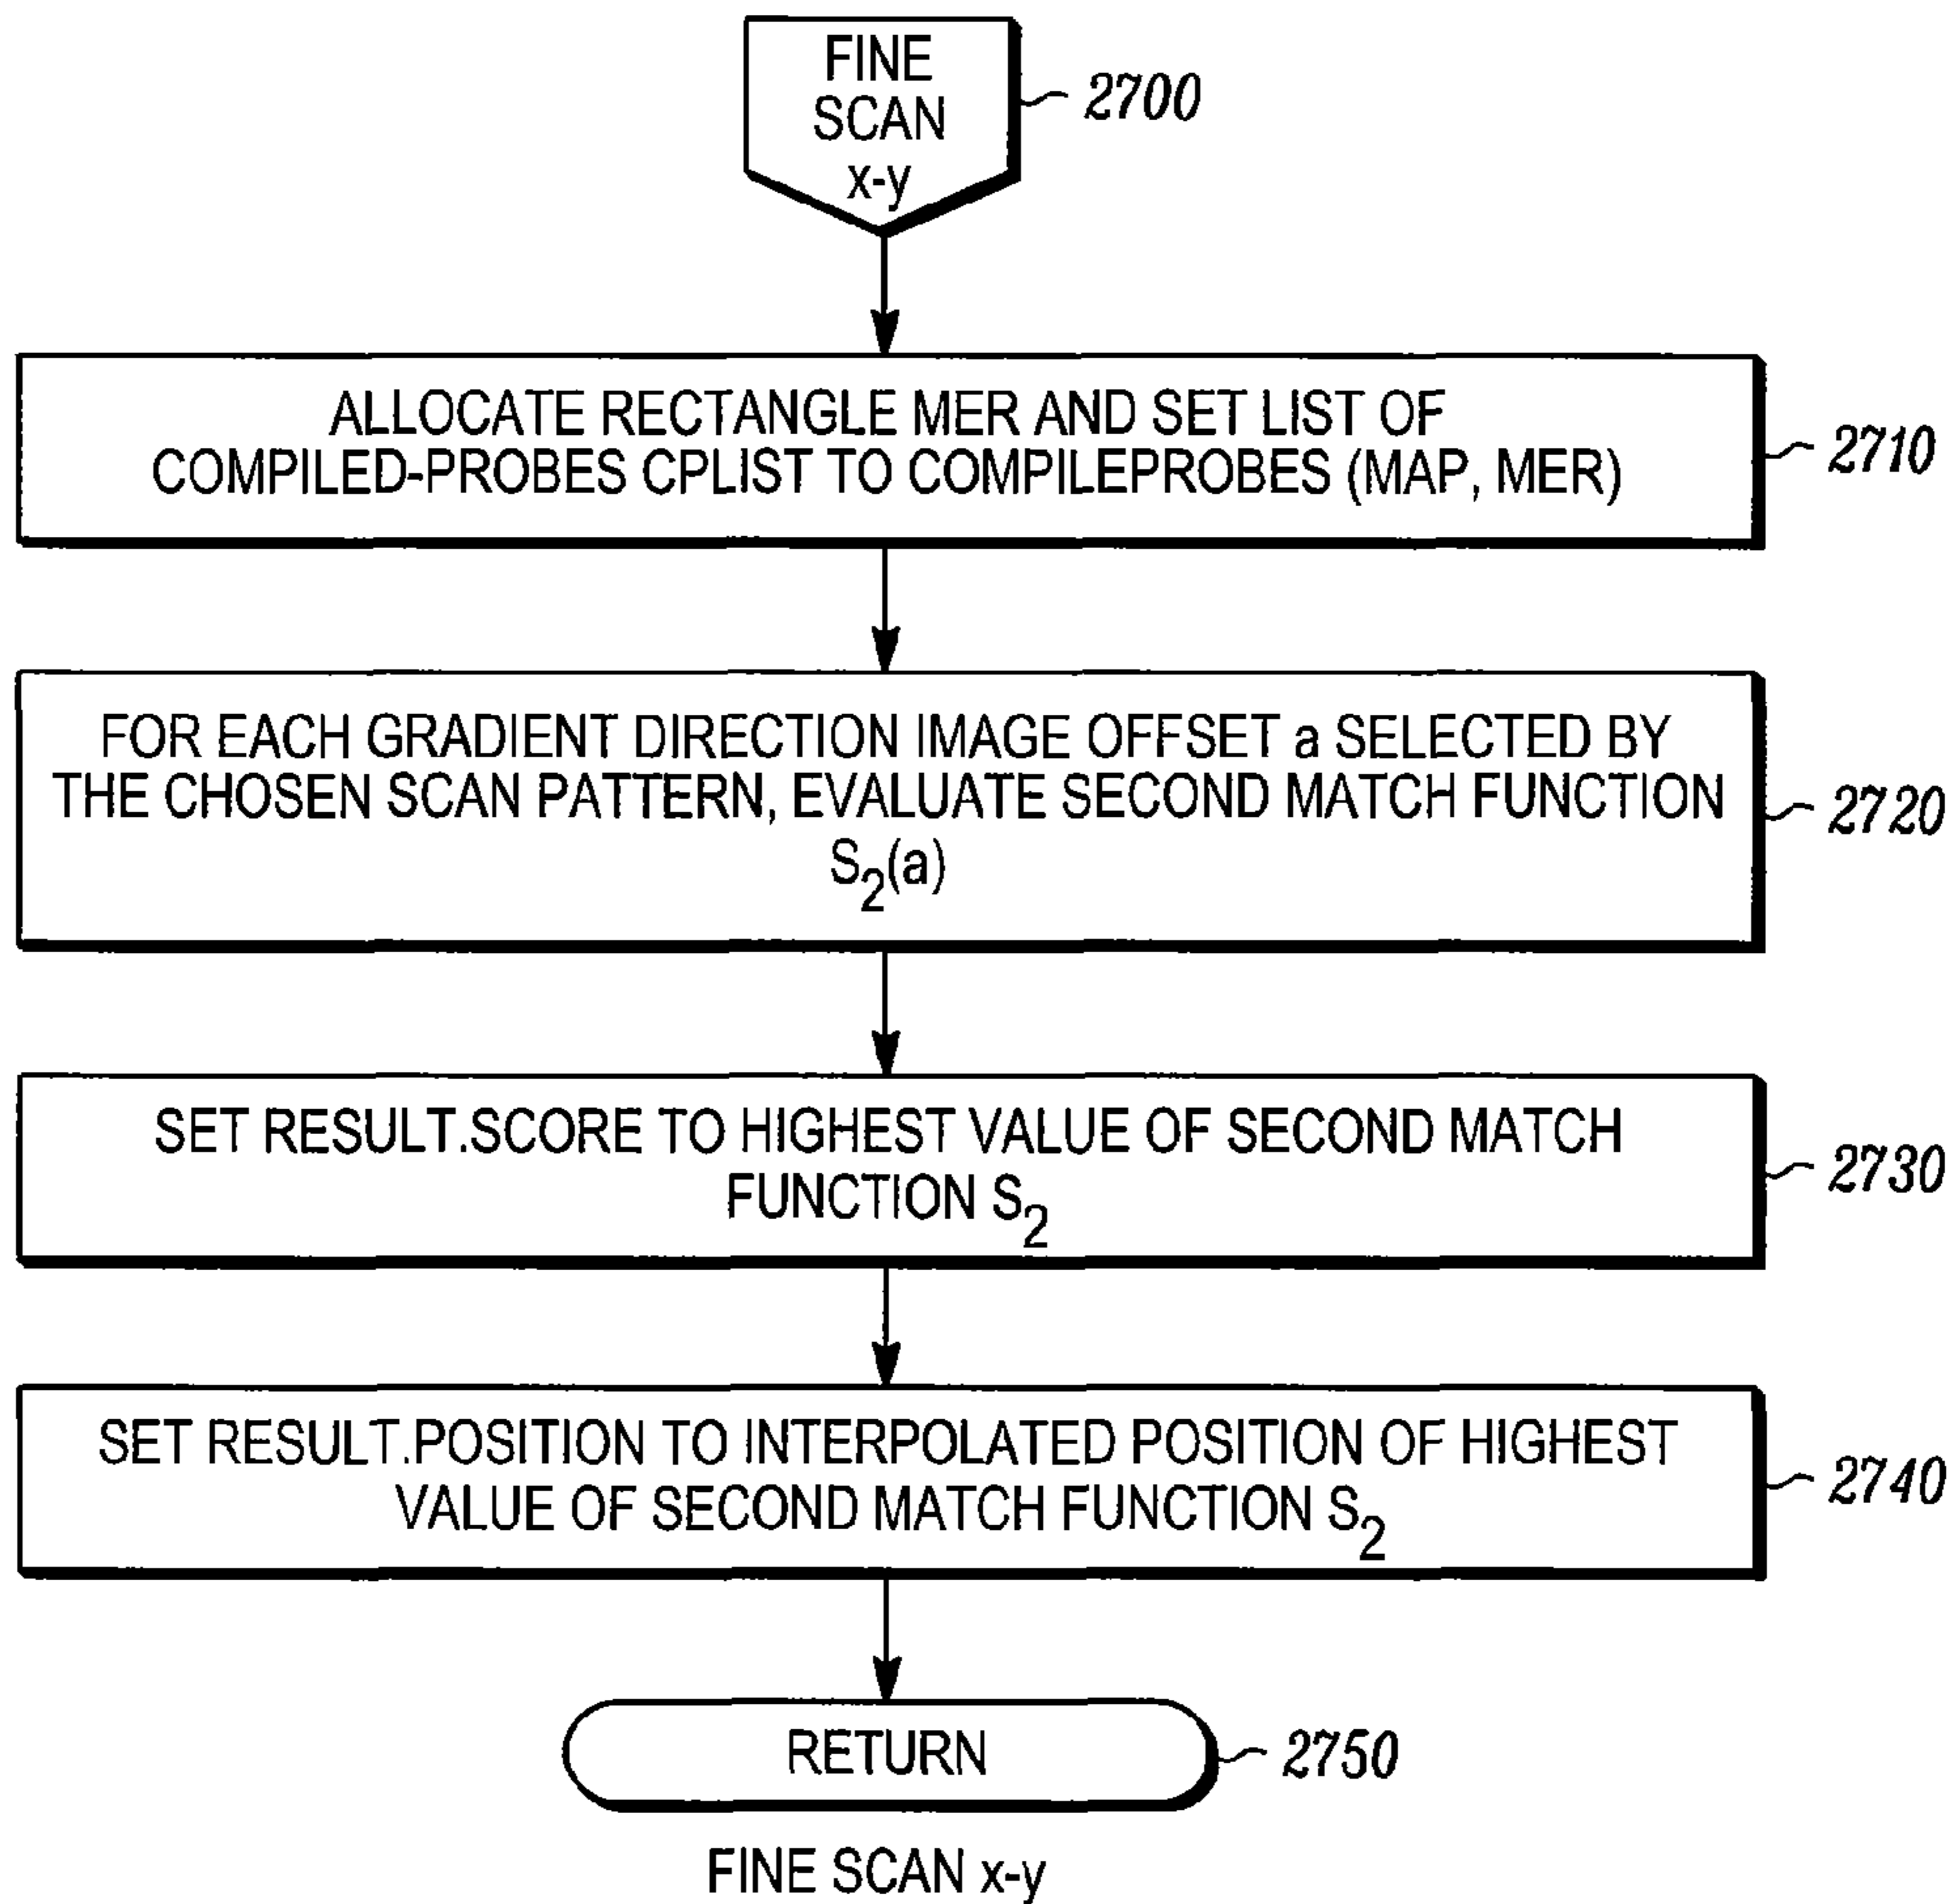 FINE
SCAN
x-y
2700
ALLOCATE RECTANGLE MER AND SET LIST OF
COMPILED-PROBES CPLIST TO COMPILEPROBES (MAP, MER)
2710
FOR EACH GRADIENT DIRECTION IMAGE OFFSET a SELECTED BY
THE CHOSEN SCAN PATTERN, EVALUATE SECOND MATCH FUNCTION
S₂(a)
2720
SET RESULT.SCORE TO HIGHEST VALUE OF SECOND MATCH
FUNCTION S₂
2730
SET RESULT.POSITION TO INTERPOLATED POSITION OF HIGHEST
VALUE OF SECOND MATCH FUNCTION S₂
2740
RETURN
2750
FINE SCAN x-y